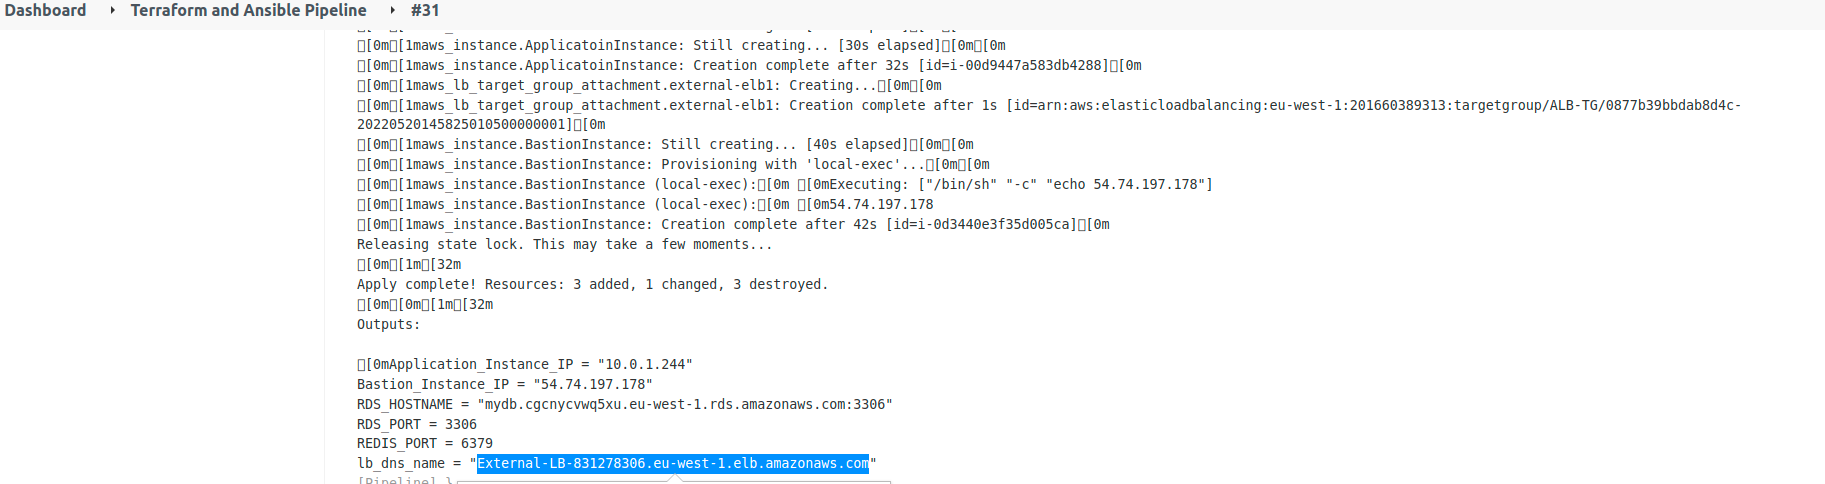 Dashboard ▸ Terraform and Ansible Pipeline ▸ #31
[0m[1maws_instance.ApplicatoinInstance: Still creating... [30s elapsed][0m[0m
[0m[1maws_instance.ApplicatoinInstance: Creation complete after 32s [id=i-00d9447a583db4288][0m
[0m[1maws_lb_target_group_attachment.external-elb1: Creating...[0m[0m
[0m[1maws_lb_target_group_attachment.external-elb1: Creation complete after 1s [id=arn:aws:elasticloadbalancing:eu-west-1:201660389313:targetgroup/ALB-TG/0877b39bbdab8d4c-
20220520145825010500000001][0m
[0m[1maws_instance.BastionInstance: Still creating... [40s elapsed][0m[0m
[0m[1maws_instance.BastionInstance: Provisioning with 'local-exec'...[0m[0m
[0m[1maws_instance.BastionInstance (local-exec):[0m [0mExecuting: ["/bin/sh" "-c" "echo 54.74.197.178"]
[0m[1maws_instance.BastionInstance (local-exec):[0m [0m54.74.197.178
[0m[1maws_instance.BastionInstance: Creation complete after 42s [id=i-0d3440e3f35d005ca][0m
Releasing state lock. This may take a few moments...
[0m[1m[32m
Apply complete! Resources: 3 added, 1 changed, 3 destroyed.
[0m[0m[1m[32m
Outputs:
[0mApplication_Instance_IP = "10.0.1.244"
Bastion_Instance_IP = "54.74.197.178"
RDS_HOSTNAME = "mydb.cgcnycvwq5xu.eu-west-1.rds.amazonaws.com:3306"
RDS_PORT = 3306
REDIS_PORT = 6379
lb_dns_name = "External-LB-831278306.eu-west-1.elb.amazonaws.com"
[Pipeline] }